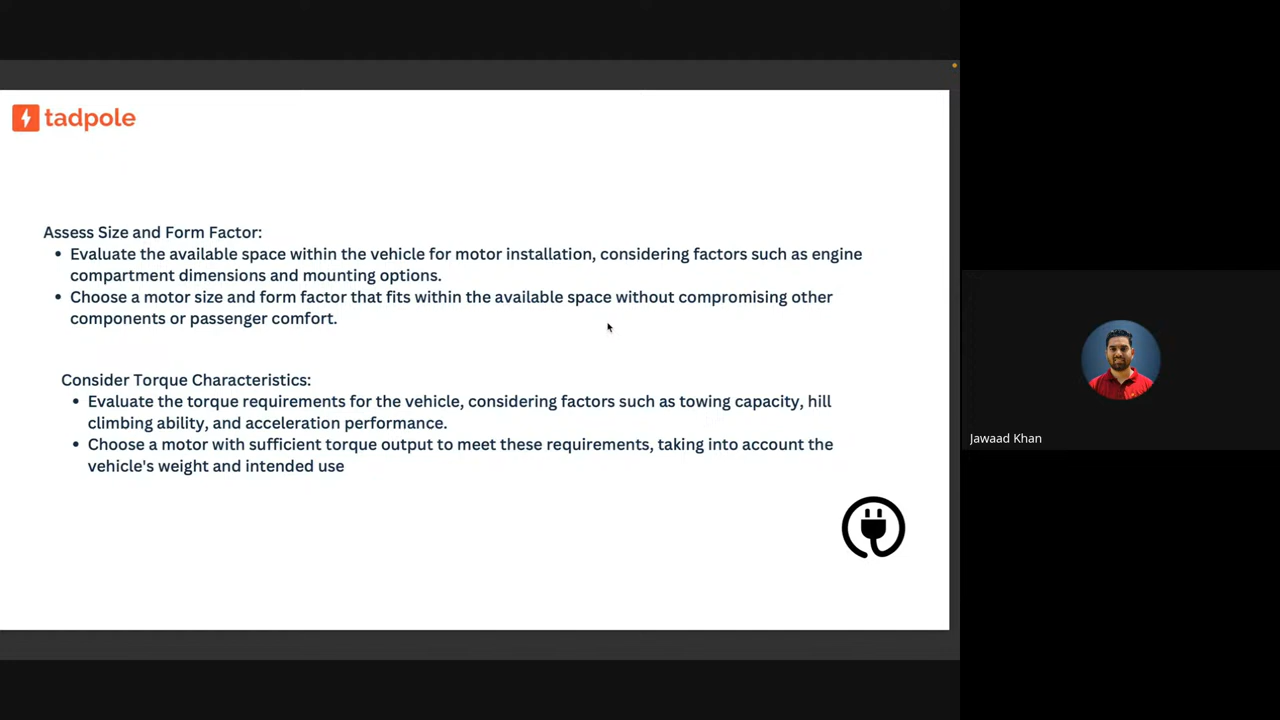 tadpole
Assess Size and Form Factor:
• Evaluate the available space within the vehicle for motor installation, considering factors such as engine
compartment dimensions and mounting options.
• Choose a motor size and form factor that fits within the available space without compromising other
components or passenger comfort.
Consider Torque Characteristics:
• Evaluate the torque requirements for the vehicle, considering factors such as towing capacity, hill
climbing ability, and acceleration performance.
• Choose a motor with sufficient torque output to meet these requirements, taking into account the
vehicle's weight and intended use
Jawaad Khan